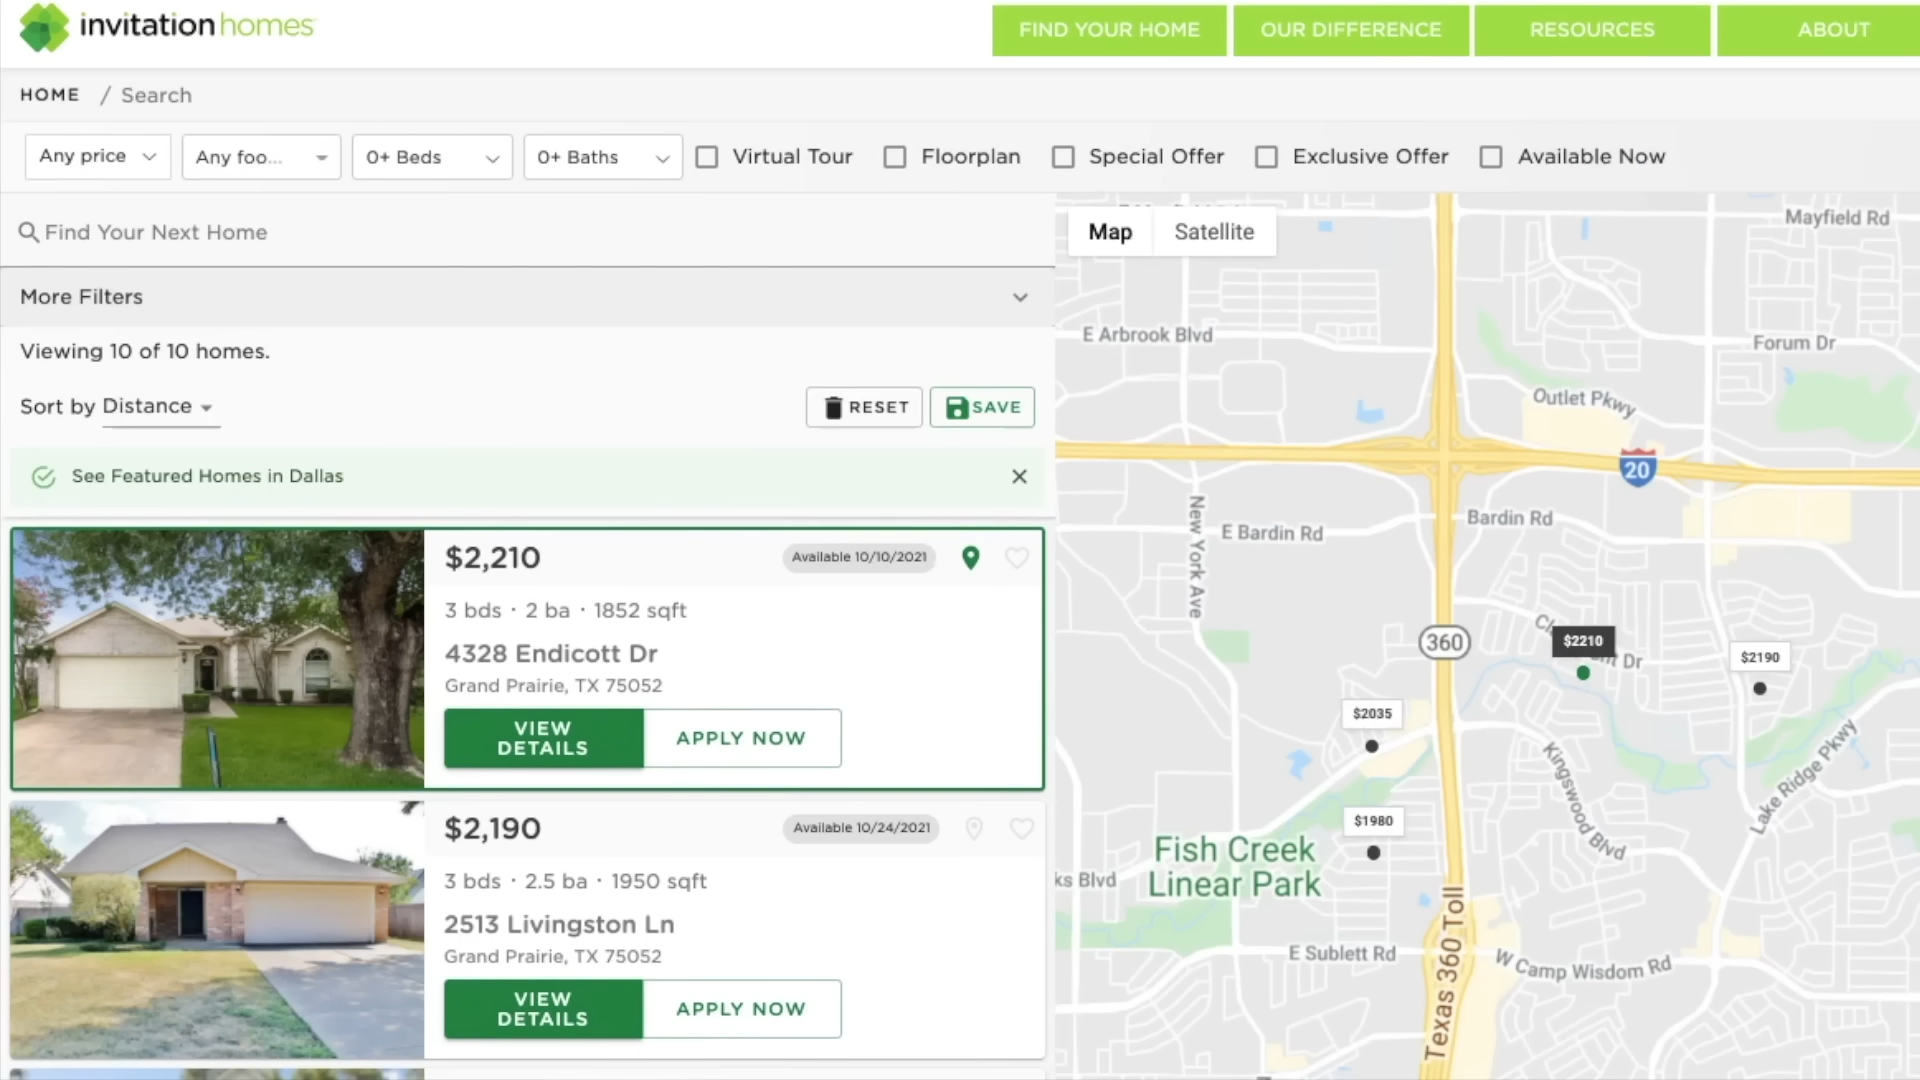 invitation homes
FIND YOUR HOME
OUR DIFFERENCE
RESOURCES
ABOUT
HOME / Search
Any price
Any foo...
0+ Beds
0+ Baths
Virtual Tour
Floorplan
Special Offer
Exclusive Offer
Available Now
Find Your Next Home
More Filters
Viewing 10 of 10 homes.
Sort by Distance
RESET
SAVE
See Featured Homes in Dallas
$2,210
Available 10/10/2021
3 bds · 2 ba · 1852 sqft
4328 Endicott Dr
Grand Prairie, TX 75052
VIEW
DETAILS
APPLY NOW
$2,190
Available 10/24/2021
3 bds · 2.5 ba · 1950 sqft
2513 Livingston Ln
Grand Prairie, TX 75052
VIEW
DETAILS
APPLY NOW
Map
Satellite
Mayfield Rd
E Arbrook Blvd
Forum Dr
Outlet Pkwy
20
New York Ave
E Bardin Rd
Bardin Rd
360
$2210
Dr
$2190
$2035
Lake Ridge Pkwy
Kingswood Blvd
$1980
Fish Creek
Linear Park
ks Blvd
E Sublett Rd
Texas 360 Toll
W Camp Wisdom Rd